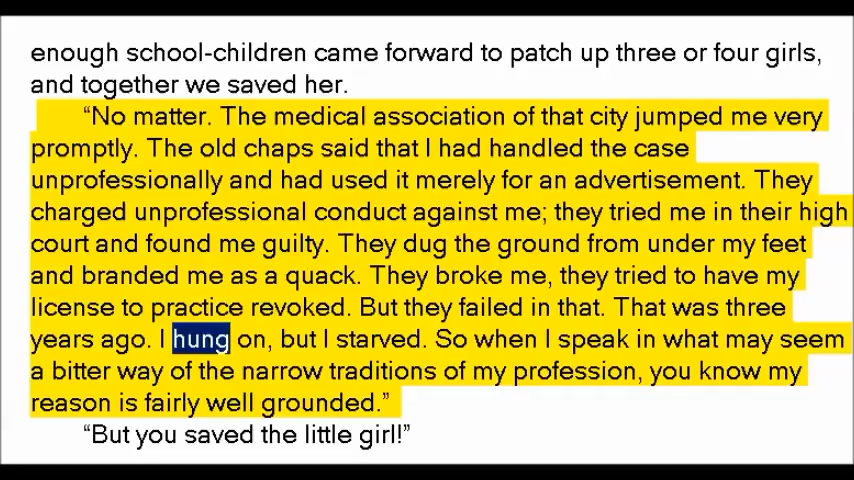 enough school-children came forward to patch up three or four girls,
and together we saved her.
“No matter. The medical association of that city jumped me very
promptly. The old chaps said that I had handled the case
unprofessionally and had used it merely for an advertisement. They
charged unprofessional conduct against me; they tried me in their high
court and found me guilty. They dug the ground from under my feet
and branded me as a quack. They broke me, they tried to have my
license to practice revoked. But they failed in that. That was three
years ago. I hung on, but I starved. So when I speak in what may seem
a bitter way of the narrow traditions of my profession, you know my
reason is fairly well grounded.”
“But you saved the little girl!”